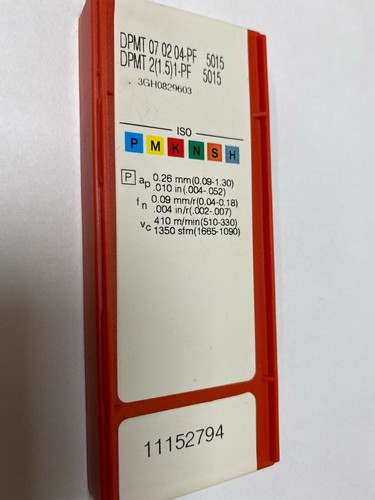 DPMT 07 02 04-PF 5015
DPMT 2(1.5)1-PF 5015
3GH0829603
ISO
P M K N S H
P ap 0.26 mm(0.09-1.30)
.010 in(.004-.052)
fn 0.09 mm/r(0.04-0.18)
.004 in/r(.002-.007)
vc 410 m/min(510-330)
1350 sfm(1665-1090)
11152794